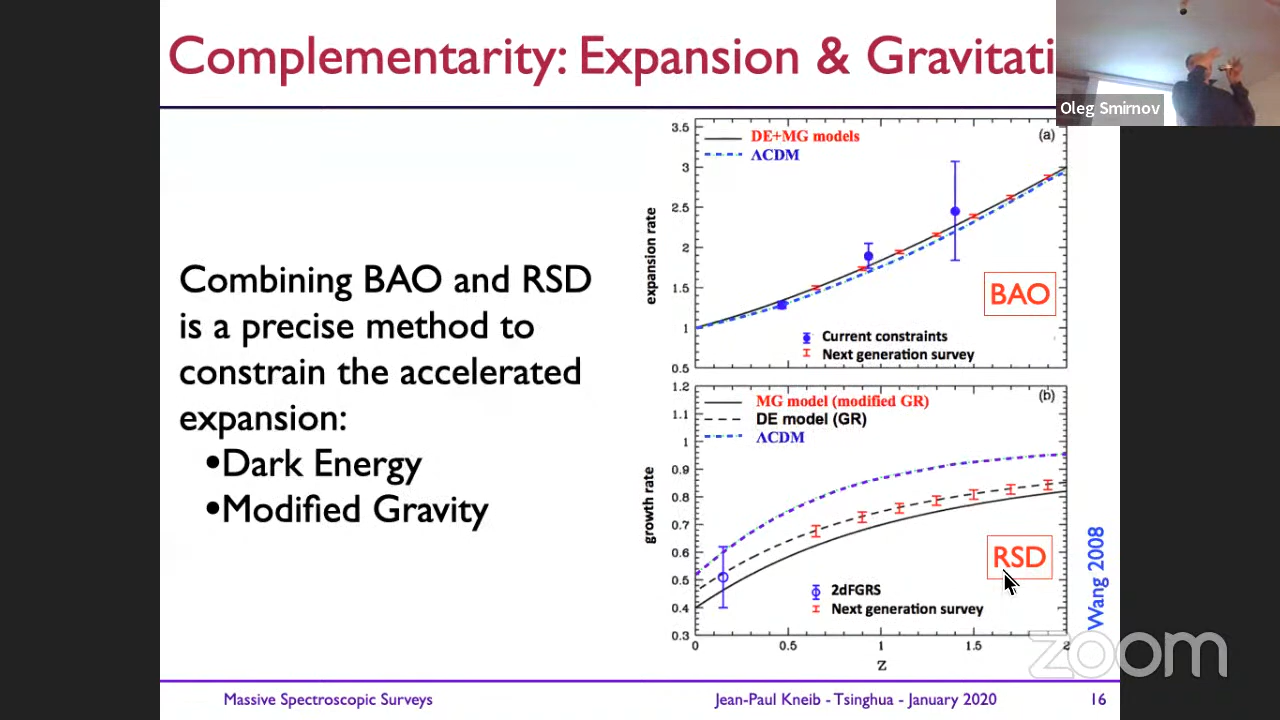 Complementarity: Expansion & Gravitati
Oleg Smirnov
Combining BAO and RSD
is a precise method to
constrain the accelerated
expansion:
•Dark Energy
•Modified Gravity
(a)
DE+MG models
ΛCDM
3.5
3
2.5
2
1.5
1
0.5
expansion rate
BAO
Current constraints
Next generation survey
(b)
MG model (modified GR)
DE model (GR)
ΛCDM
1.2
1.1
1
0.9
0.8
0.7
0.6
0.5
0.4
0.3
growth rate
RSD
2dFGRS
Next generation survey
0 0.5 1 1.5 2
z
Wang 2008
zoom
Massive Spectroscopic Surveys
Jean-Paul Kneib - Tsinghua - January 2020
16